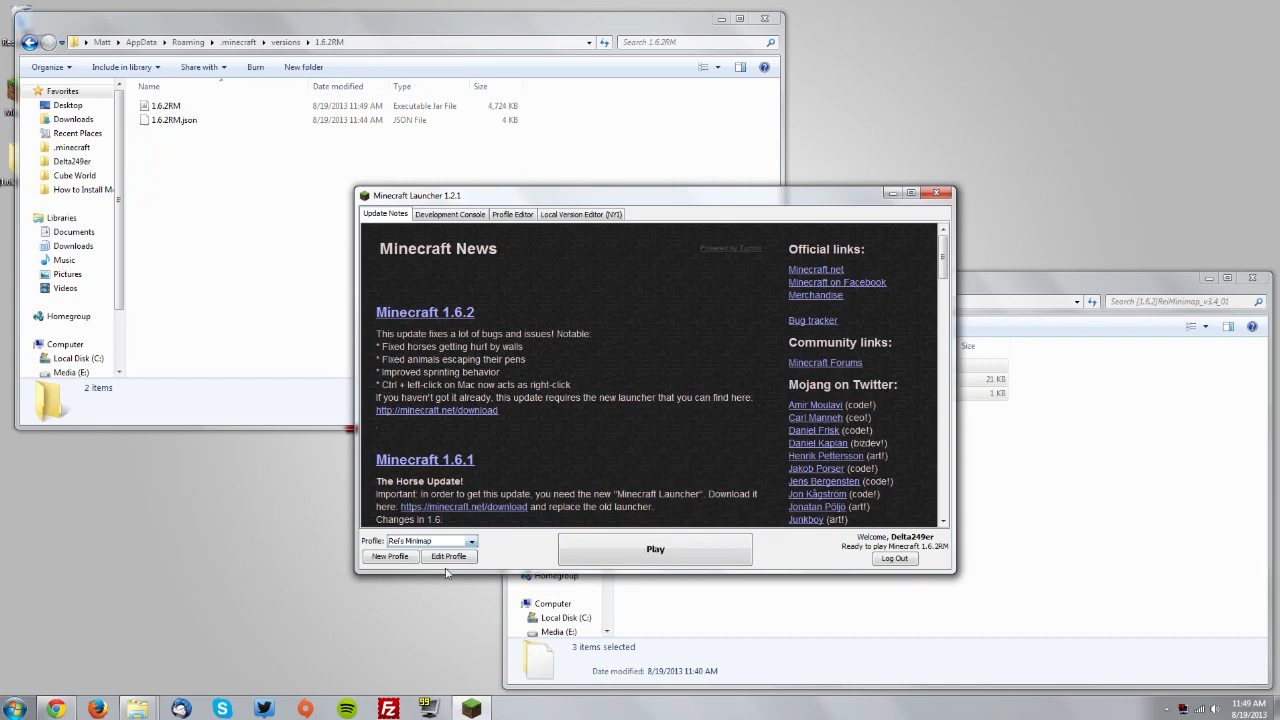 Matt ▸ AppData ▸ Roaming ▸ .minecraft ▸ versions ▸ 1.6.2RM
Search 1.6.2RM
Organize
Include in library
Share with
Burn
New folder
Name
Date modified
Type
Size
Favorites
Desktop
Downloads
Recent Places
.minecraft
Delta249er
Cube World
How to Install M
Libraries
Documents
Downloads
Music
Pictures
Videos
Homegroup
Computer
Local Disk (C:)
Media (E:)
1.6.2RM
8/19/2013 11:49 AM
Executable Jar File
4,724 KB
1.6.2RM.json
8/19/2013 11:44 AM
JSON File
4 KB
2 items
Minecraft Launcher 1.2.1
Update Notes
Development Console
Profile Editor
Local Version Editor (NYI)
Minecraft News
Powered by Tumblr
Minecraft 1.6.2
This update fixes a lot of bugs and issues! Notable:
* Fixed horses getting hurt by walls
* Fixed animals escaping their pens
* Improved sprinting behavior
* Ctrl + left-click on Mac now acts as right-click
If you haven't got it already, this update requires the new launcher that you can find here:
http://minecraft.net/download
Minecraft 1.6.1
The Horse Update!
Important: In order to get this update, you need the new "Minecraft Launcher". Download it
here: https://minecraft.net/download and replace the old launcher.
Changes in 1.6:
Official links:
Minecraft.net
Minecraft on Facebook
Merchandise
Bug tracker
Community links:
Minecraft Forums
Mojang on Twitter:
Amir Moulavi (code!)
Carl Manneh (ceo!)
Daniel Frisk (code!)
Daniel Kaplan (bizdev!)
Henrik Pettersson (art!)
Jakob Porser (code!)
Jens Bergensten (code!)
Jon Kågström (code!)
Jonatan Pöljö (art!)
Junkboy (art!)
Profile: Rei's Minimap
New Profile
Edit Profile
Play
Welcome, Delta249er
Ready to play Minecraft 1.6.2RM
Log Out
Search [1.6.2]ReiMinimap_v3.4_01
Size
21 KB
1 KB
Homegroup
Computer
Local Disk (C:)
Media (E:)
3 items selected
Date modified: 8/19/2013 11:40 AM
99
11:49 AM
8/19/2013